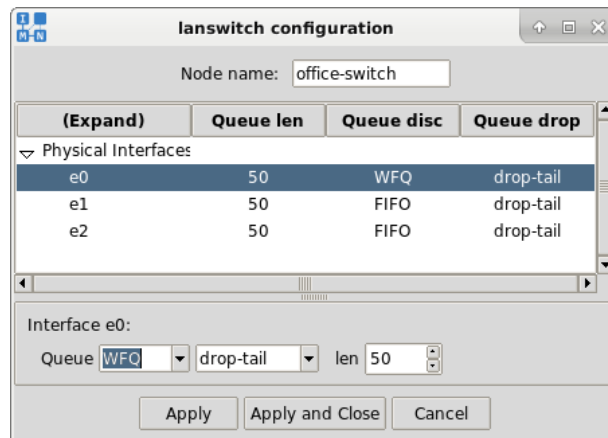 I
M-N
lanswitch configuration
Node name: office-switch
(Expand) Queue len Queue disc Queue drop
Physical Interfaces
e0 50 WFQ drop-tail
e1 50 FIFO drop-tail
e2 50 FIFO drop-tail
Interface e0:
Queue WFQ drop-tail len 50
Apply Apply and Close Cancel